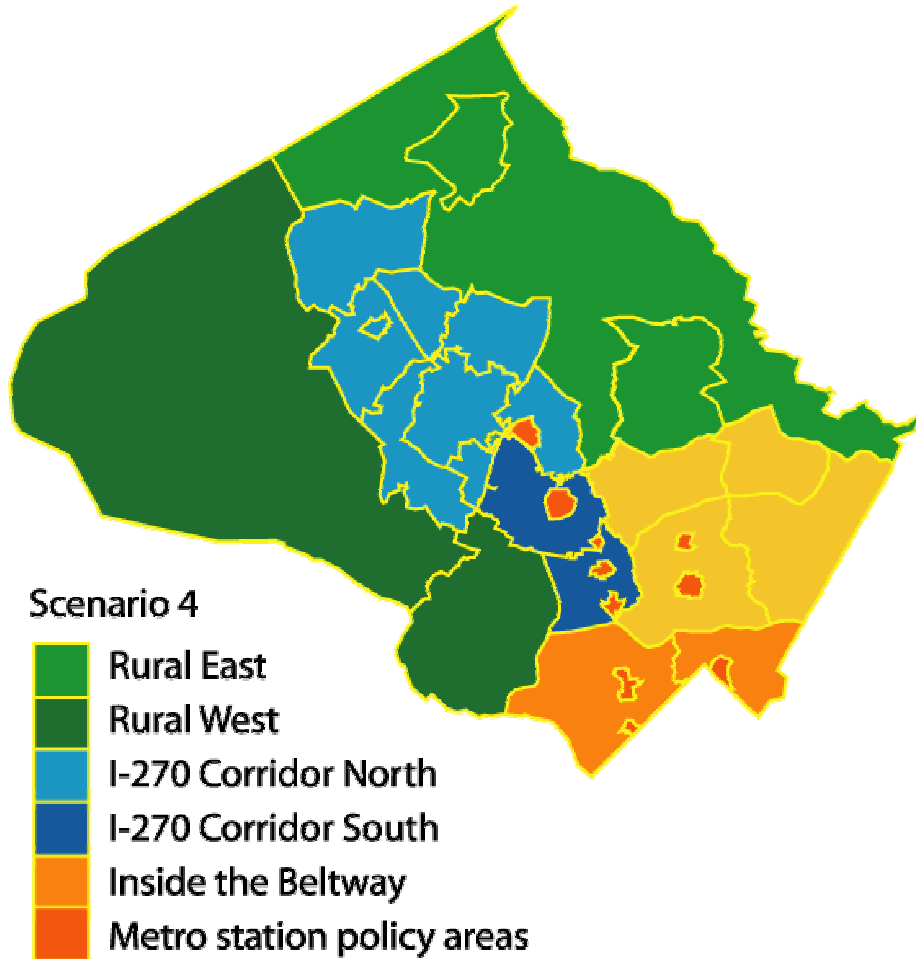 Scenario 4
Rural East
Rural West
I-270 Corridor North
I-270 Corridor South
Inside the Beltway
Metro station policy areas